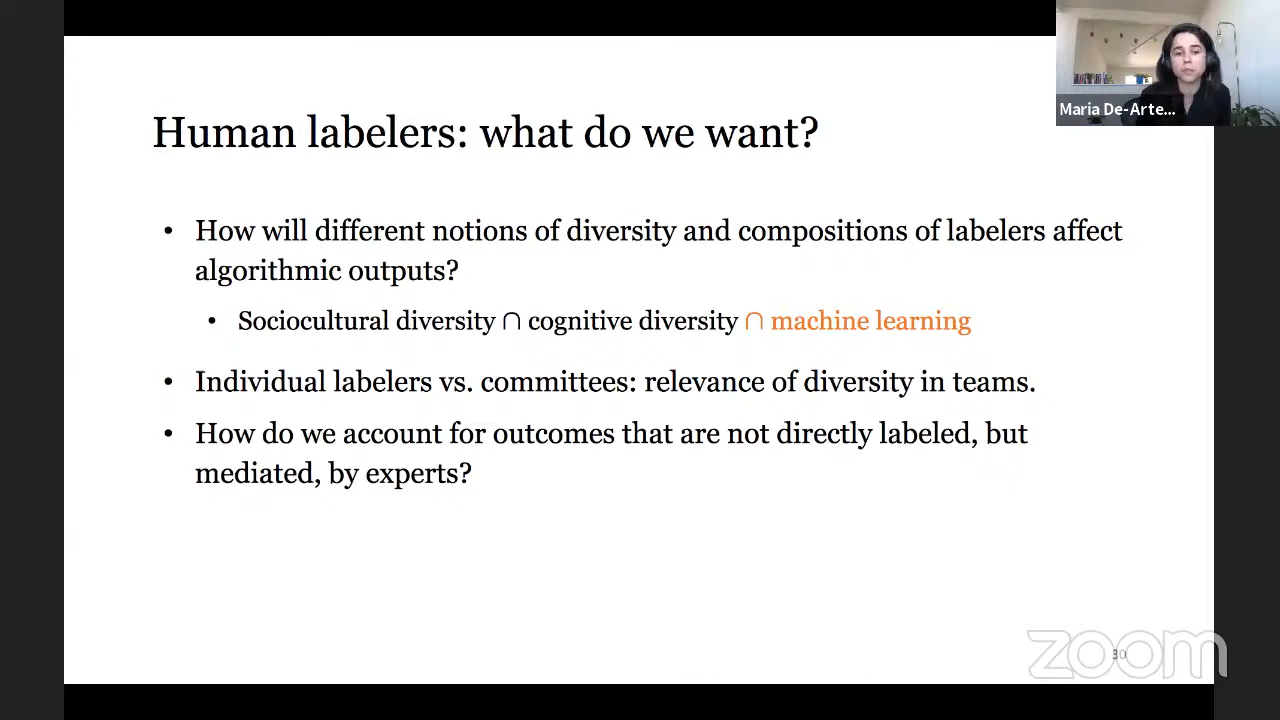 Maria De-Arte...
Human labelers: what do we want?
• How will different notions of diversity and compositions of labelers affect
algorithmic outputs?
• Sociocultural diversity ∩ cognitive diversity ∩ machine learning
• Individual labelers vs. committees: relevance of diversity in teams.
• How do we account for outcomes that are not directly labeled, but
mediated, by experts?
30
zoom